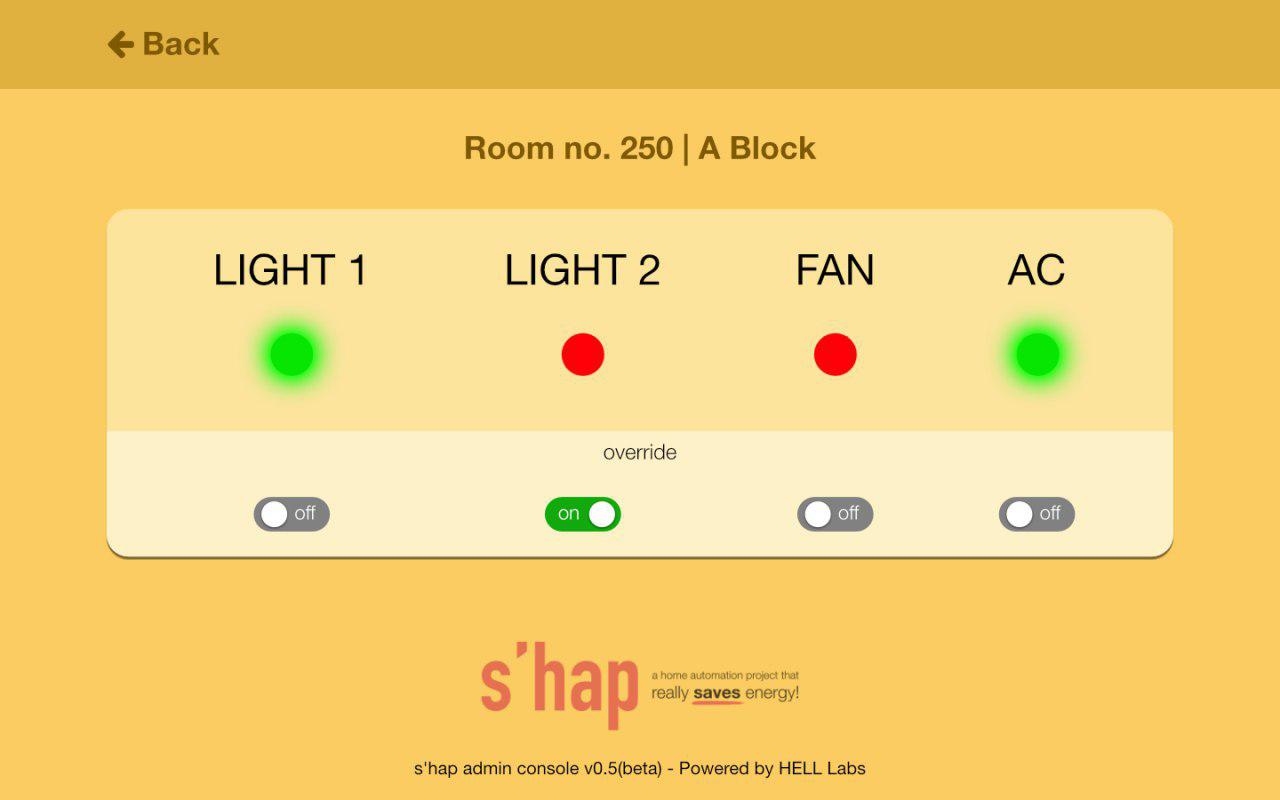 Back
Room no. 250 | A Block
LIGHT 1 LIGHT 2 FAN AC
override
off on off off
s'hap
a home automation project that
really saves energy!
s'hap admin console v0.5(beta) - Powered by HELL Labs